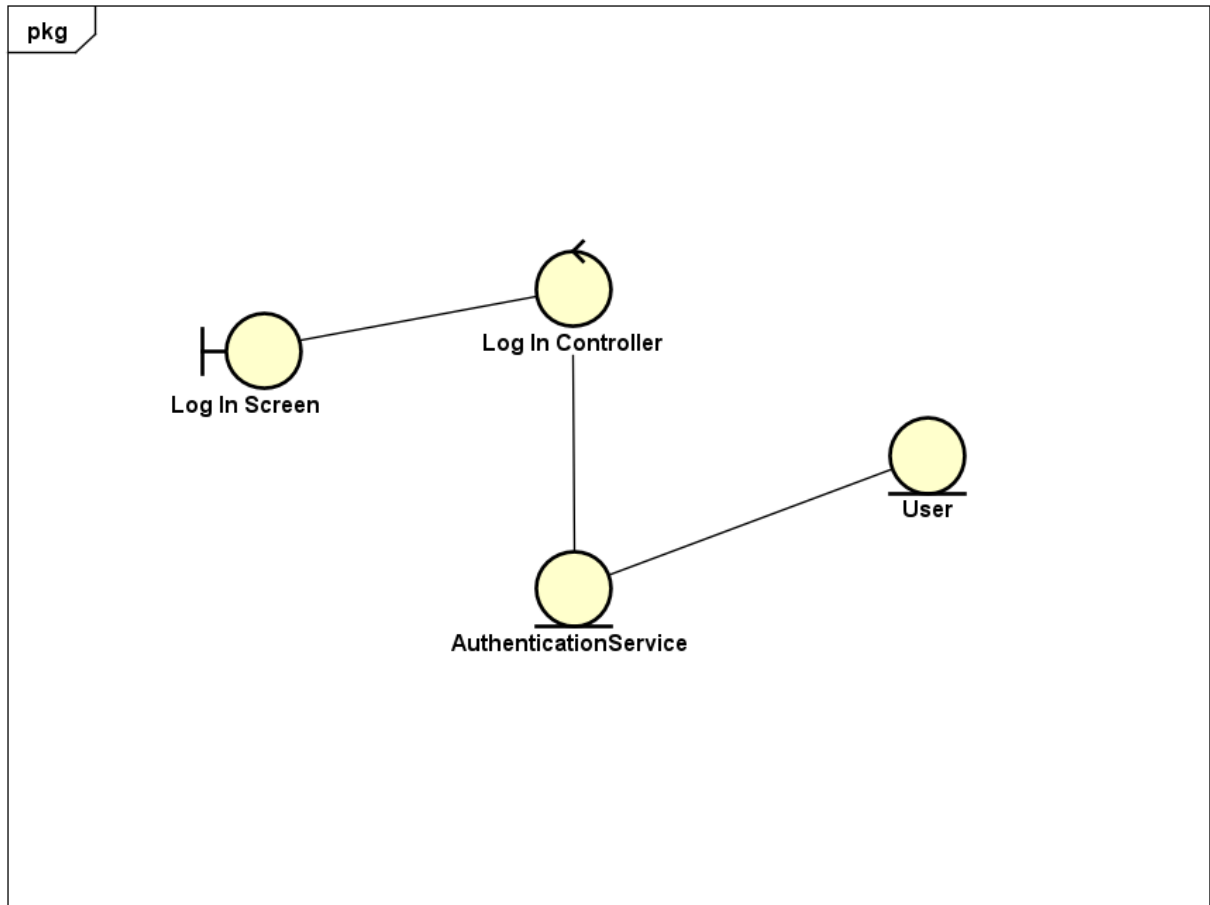 pkg
Log In Controller
Log In Screen
User
AuthenticationService